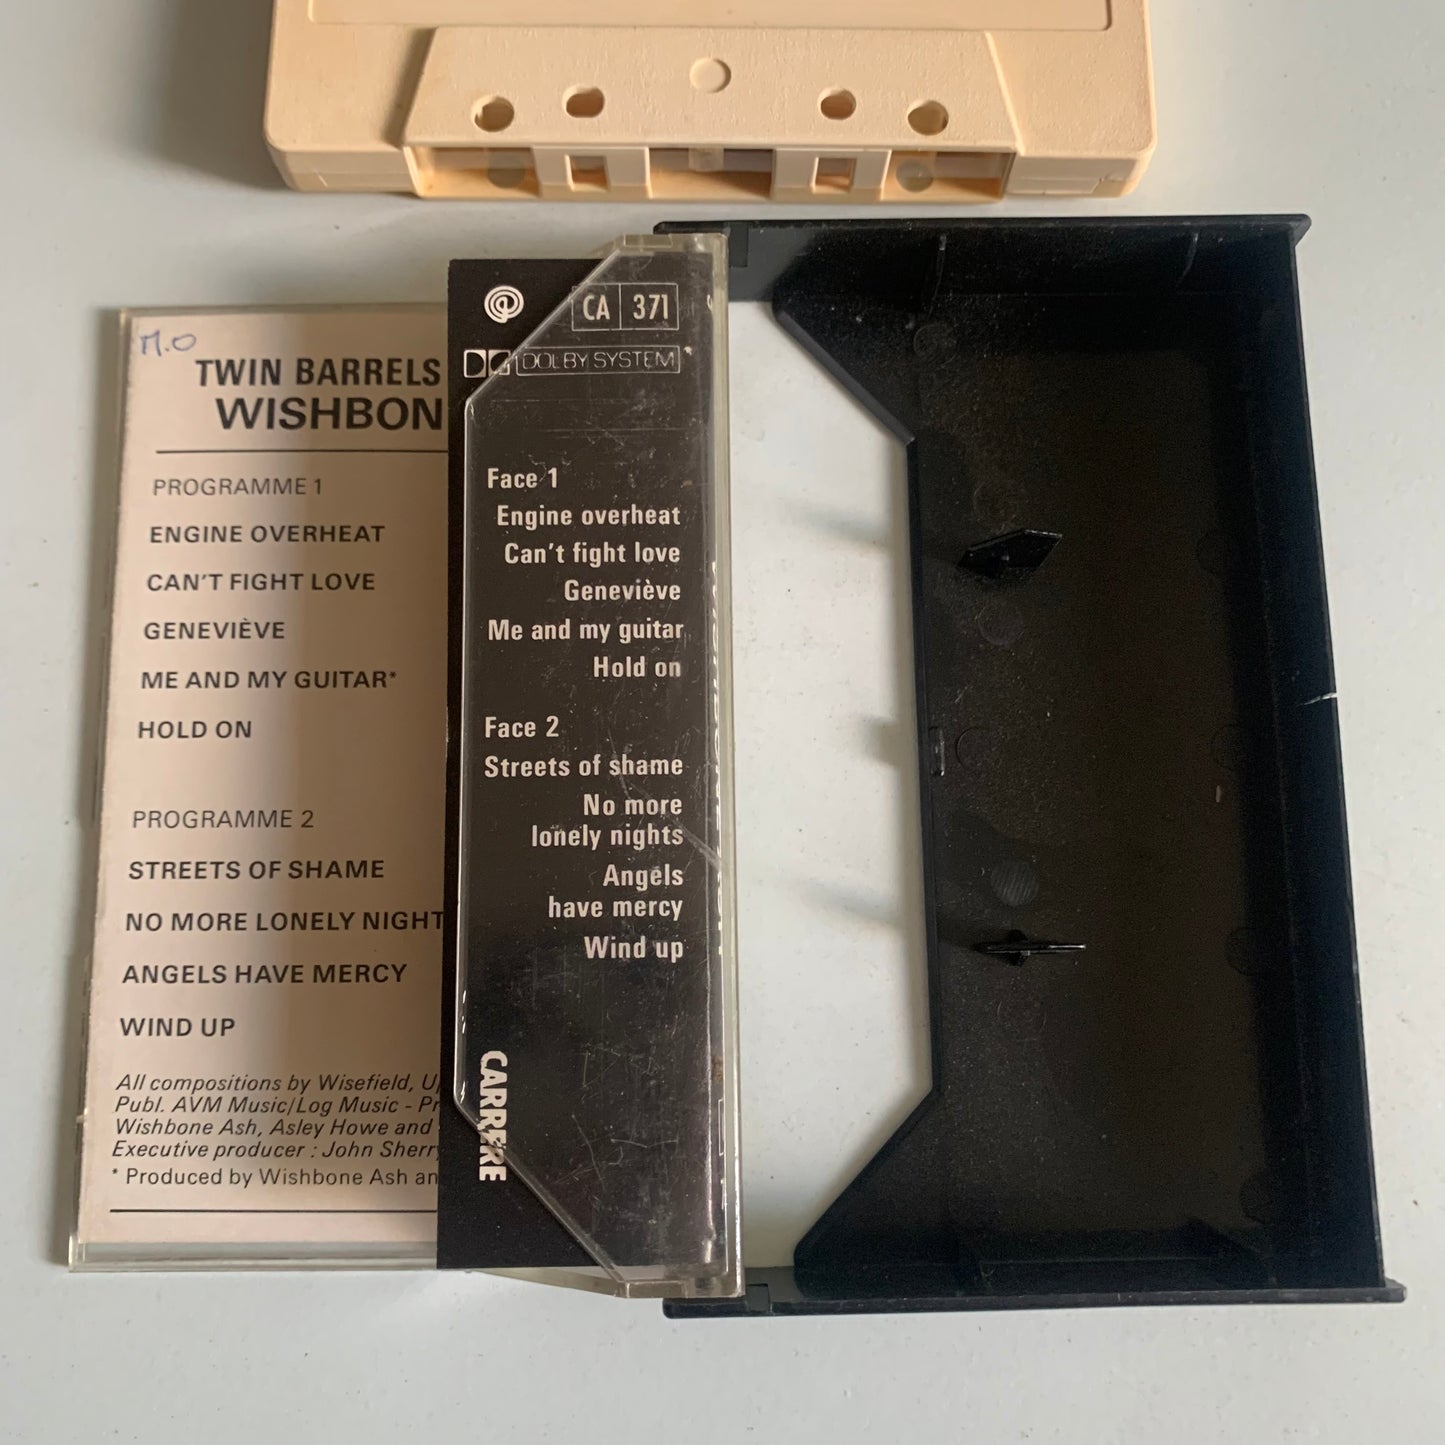 M.O
TWIN BARRELS
WISHBON
PROGRAMME 1
ENGINE OVERHEAT
CAN'T FIGHT LOVE
GENEVIÈVE
ME AND MY GUITAR*
HOLD ON
PROGRAMME 2
STREETS OF SHAME
NO MORE LONELY NIGHT
ANGELS HAVE MERCY
WIND UP
All compositions by Wisefield, U
Publ. AVM Music/Log Music - Pr
Wishbone Ash, Asley Howe and
Executive producer : John Sherry
* Produced by Wishbone Ash an
CA 371
DOLBY SYSTEM
Face 1
Engine overheat
Can't fight love
Geneviève
Me and my guitar
Hold on
Face 2
Streets of shame
No more
lonely nights
Angels
have mercy
Wind up
CARRERE